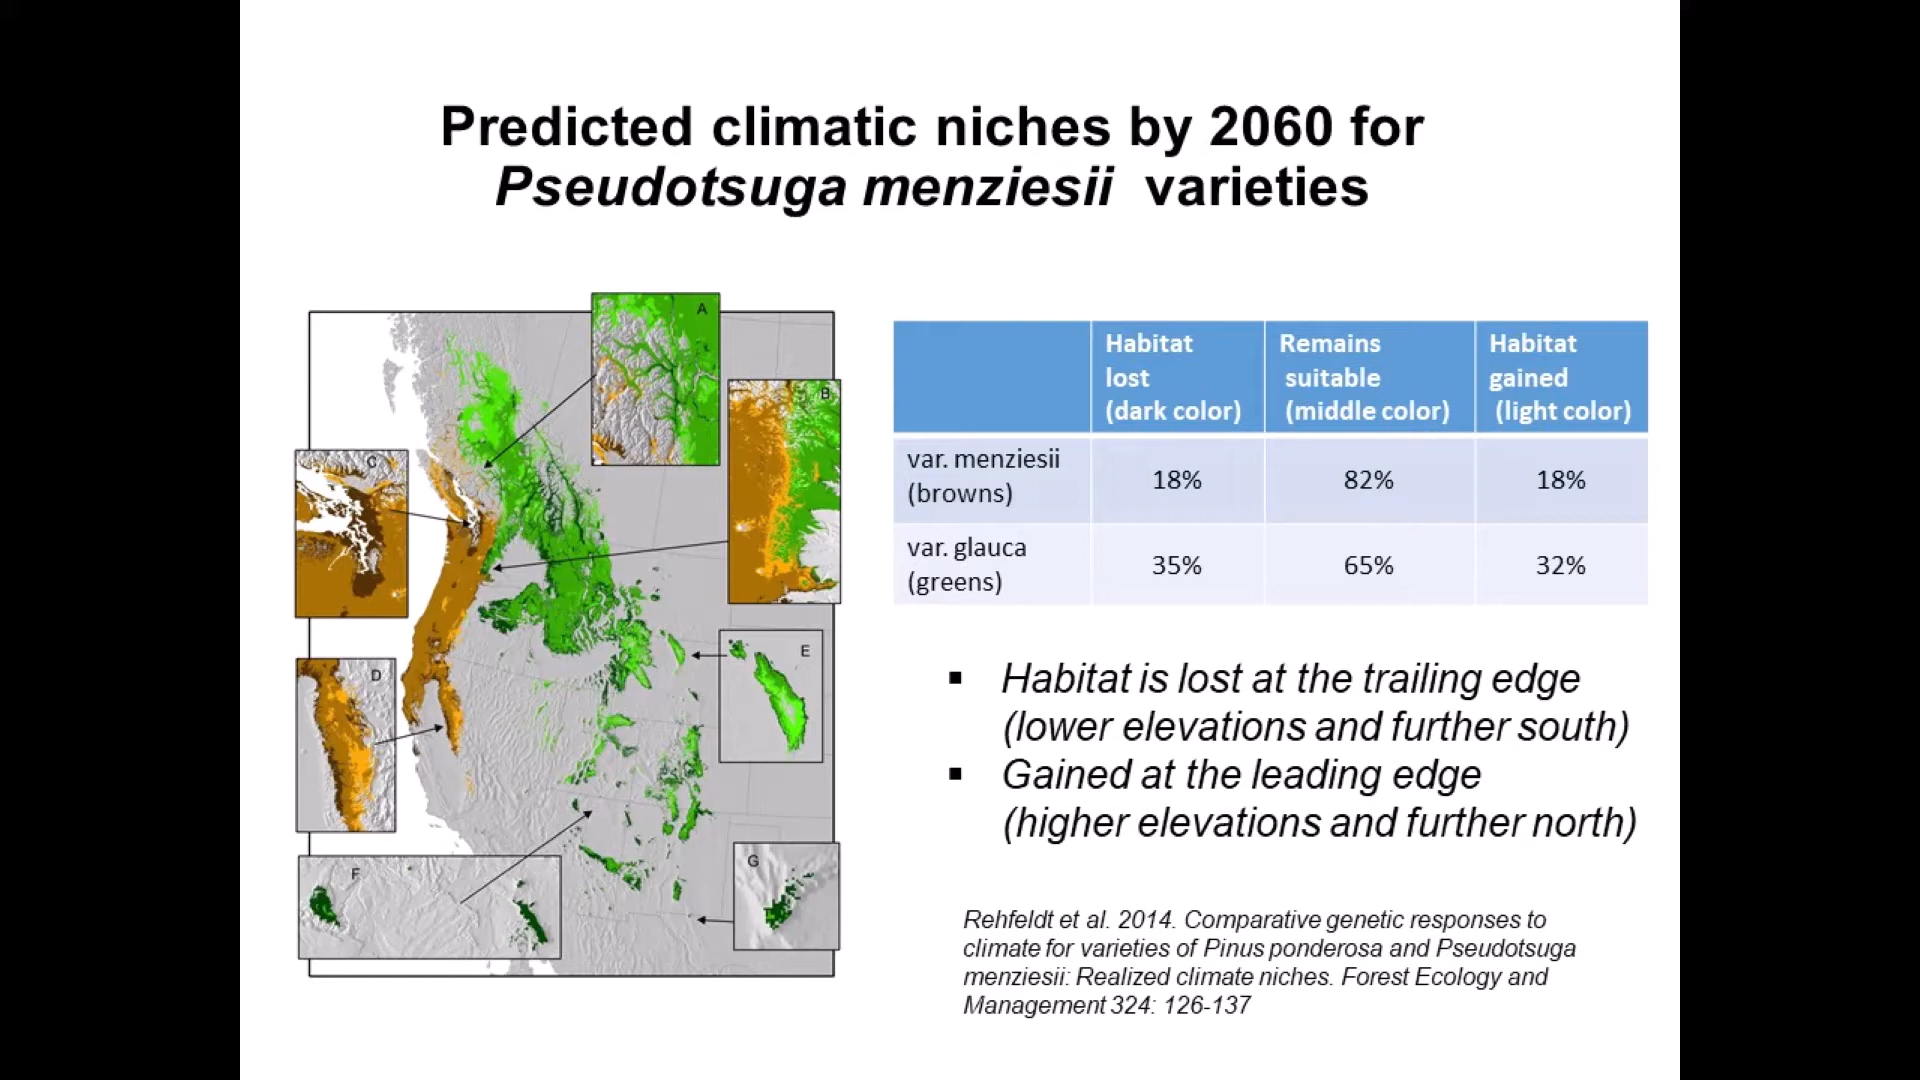 Predicted climatic niches by 2060 for
Pseudotsuga menziesii varieties
A
B
C
D
E
F
G
Habitat
lost
(dark color)
Remains
suitable
(middle color)
Habitat
gained
(light color)
var. menziesii
(browns)
18%
82%
18%
var. glauca
(greens)
35%
65%
32%
▪ Habitat is lost at the trailing edge
(lower elevations and further south)
▪ Gained at the leading edge
(higher elevations and further north)
Rehfeldt et al. 2014. Comparative genetic responses to
climate for varieties of Pinus ponderosa and Pseudotsuga
menziesii: Realized climate niches. Forest Ecology and
Management 324: 126-137